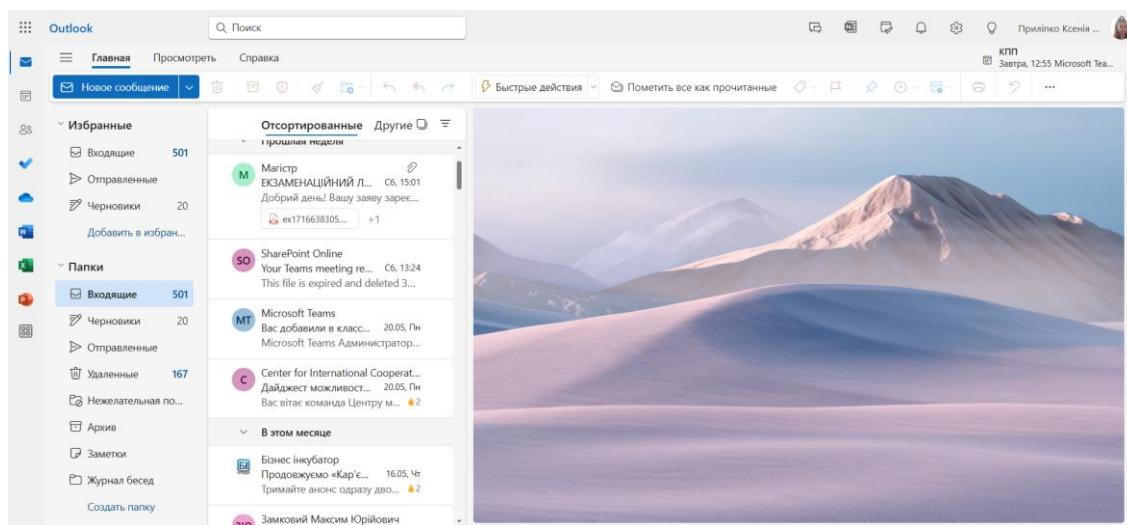 Outlook
Поиск
Приліпко Ксенія ...
Главная Просмотреть Справка
КПП
Завтра, 12:55 Microsoft Tea...
Новое сообщение
Быстрые действия
Пометить все как прочитанные
Избранные
Входящие 501
Отправленные
Черновики 20
Добавить в избран...
Папки
Входящие 501
Черновики 20
Отправленные
Удаленные 167
Нежелательная по...
Архив
Заметки
Журнал бесед
Создать папку
Отсортированные Другие
Прошлая неделя
М
Магістр
ЕКЗАМЕНАЦІЙНИЙ Л... Сб, 15:01
Добрий день! Вашу заяву зареє...
ex1716638305.... +1
SO
SharePoint Online
Your Teams meeting re... Сб, 13:24
This file is expired and deleted 3...
MT
Microsoft Teams
Вас добавили в класс... 20.05, Пн
Microsoft Teams Администратор...
C
Center for International Cooperat...
Дайджест можливост... 20.05, Пн
Вас вітає команда Центру м... 2
В этом месяце
Бізнес інкубатор
Продовжуємо «Кар'є... 16.05, Чт
Тримайте анонс одразу дво... 2
Замковий Максим Юрійович